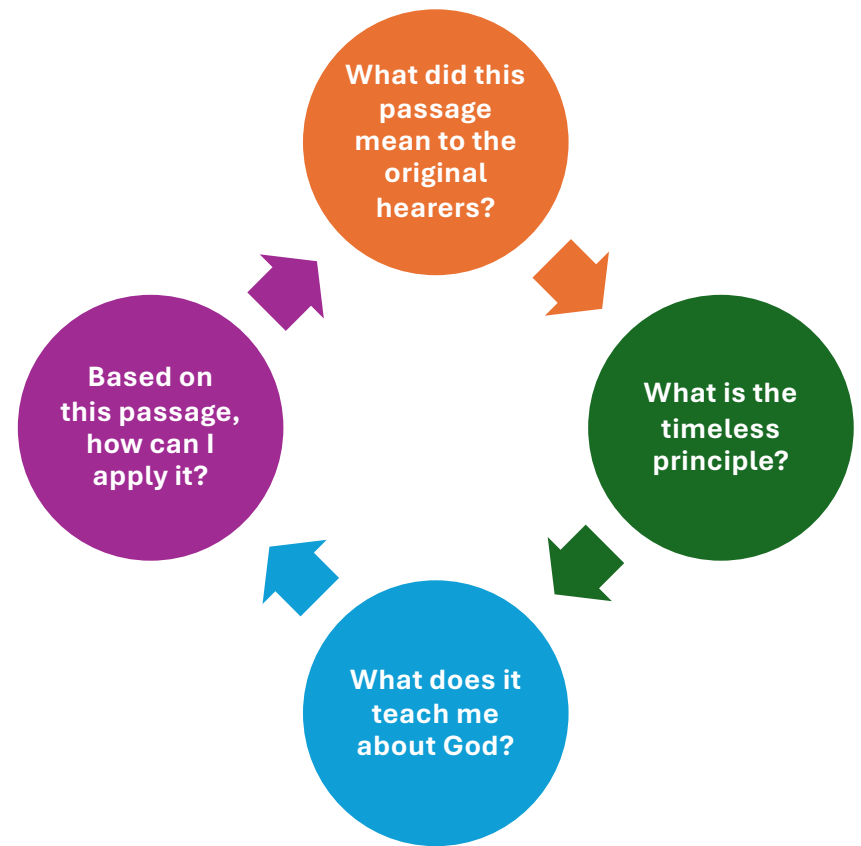 What did this
passage
mean to the
original
hearers?
What is the
timeless
principle?
What does it
teach me
about God?
Based on
this passage,
how can I
apply it?